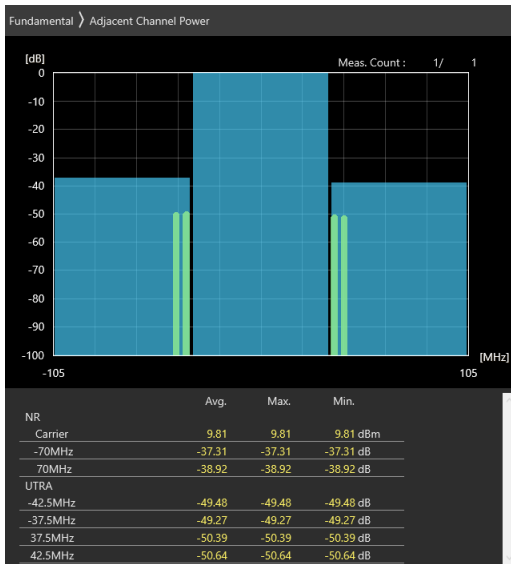 Fundamental 〉 Adjacent Channel Power
[dB]
Meas. Count : 1/ 1
0
-10
-20
-30
-40
-50
-60
-70
-80
-90
-100
[MHz]
-105 105
Avg. Max. Min.
NR
Carrier 9.81 9.81 9.81 dBm
-70MHz -37.31 -37.31 -37.31 dB
70MHz -38.92 -38.92 -38.92 dB
UTRA
-42.5MHz -49.48 -49.48 -49.48 dB
-37.5MHz -49.27 -49.27 -49.27 dB
37.5MHz -50.39 -50.39 -50.39 dB
42.5MHz -50.64 -50.64 -50.64 dB